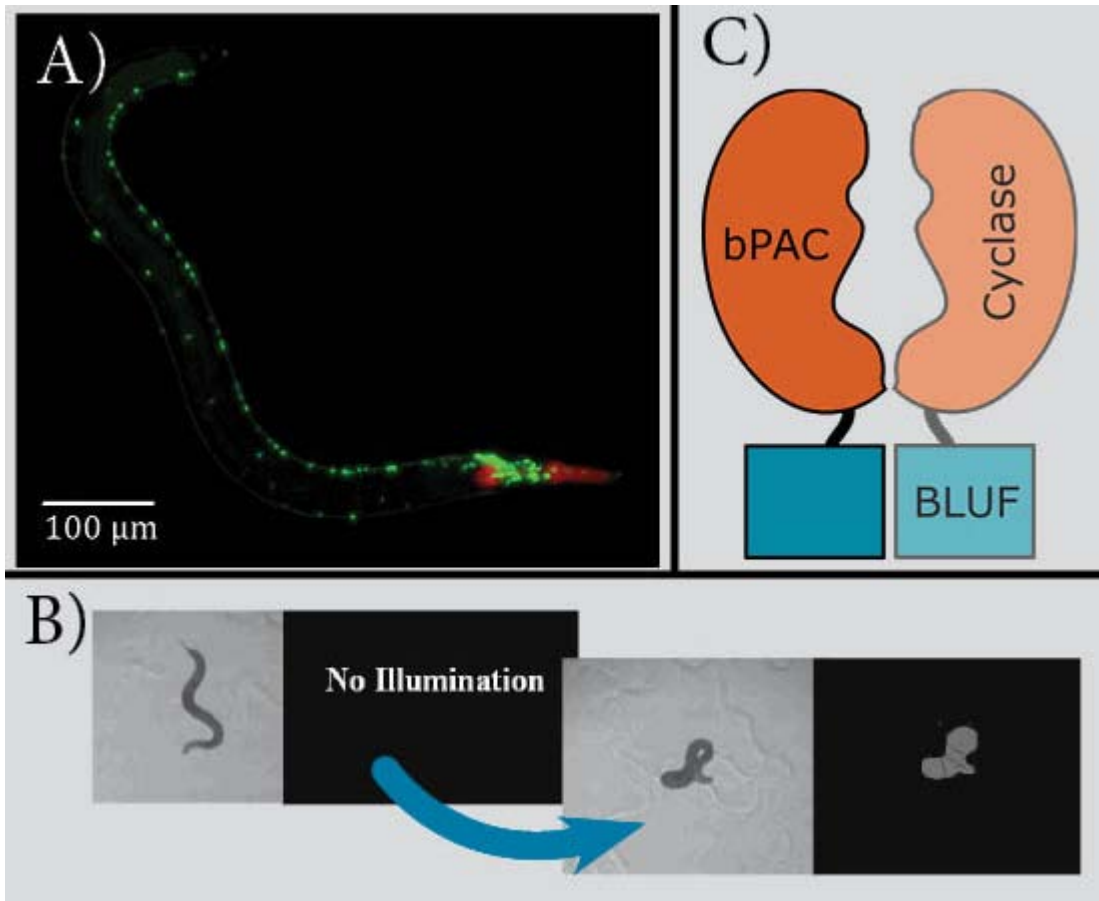 A)
100 μm
C)
bPAC
Cyclase
BLUF
B)
No Illumination